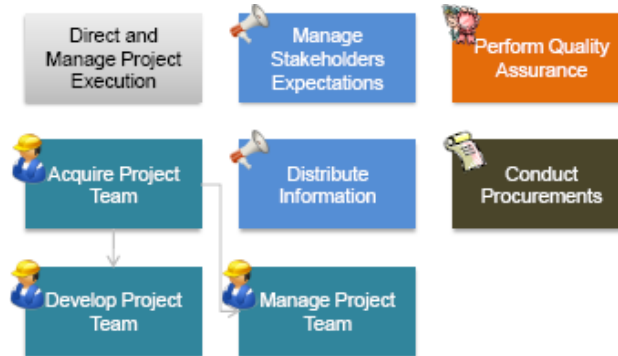 Direct and
Manage Project
Execution
Manage
Stakeholders
Expectations
Perform Quality
Assurance
Acquire Project
Team
Distribute
Information
Conduct
Procurements
Develop Project
Team
Manage Project
Team